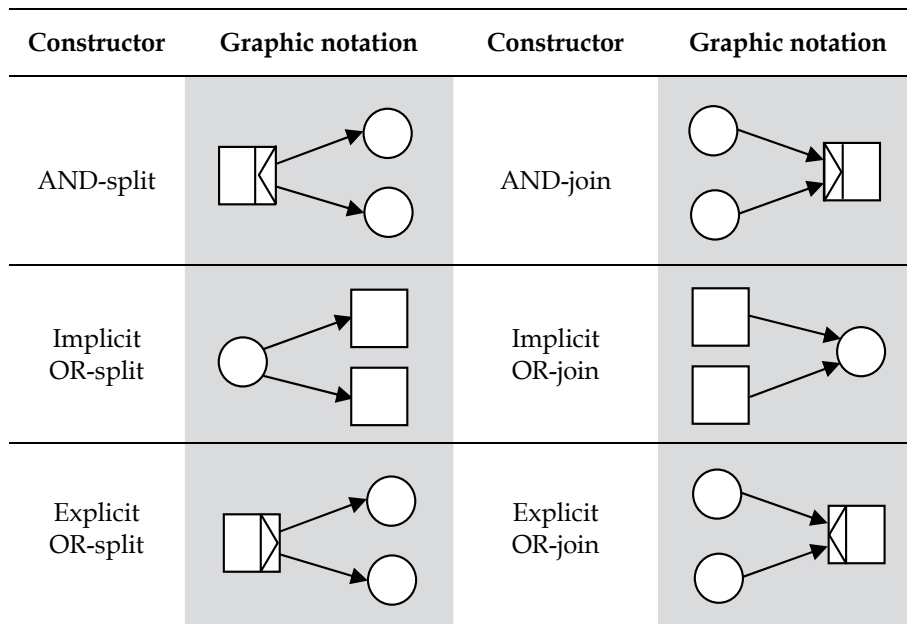 Constructor Graphic notation Constructor Graphic notation
AND-split AND-join
Implicit Implicit
OR-split OR-join
Explicit Explicit
OR-split OR-join